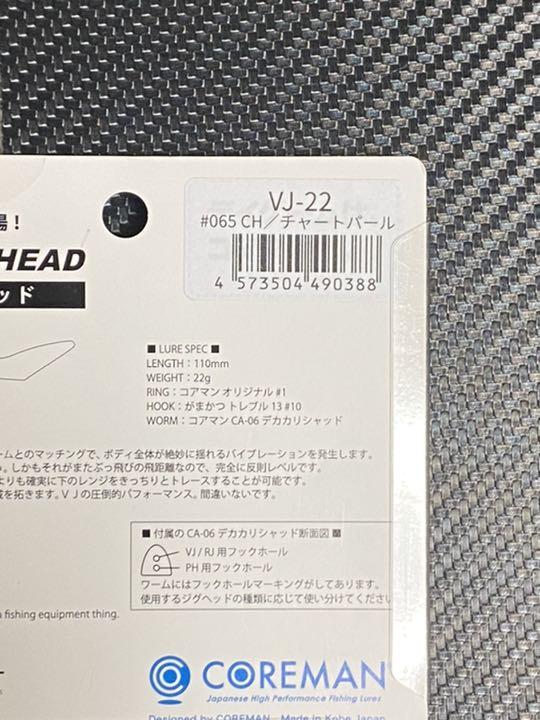 場！
HEAD
ッド
VJ-22
#065 CH／チャートパール
4 573504 490388
■ LURE SPEC ■
LENGTH：110mm
WEIGHT：22g
RING：コアマン オリジナル #1
HOOK：がまかつ トレブル 13 #10
WORM：コアマン CA-06 デカカリシャッド
ームとのマッチングで、ボディ全体が絶妙に揺れるバイブレーションを発生します。
。しかもそれがまたぶっ飛びの飛距離なので、完全に反則レベルです。
よりも確実に下のレンジをきっちりとトレースすることが可能です。
を拓きます。ＶＪの圧倒的パフォーマンス。間違いないです。
■ 付属の CA-06 デカカリシャッド断面図 ■
VJ / RJ 用フックホール
PH 用フックホール
ワームにはフックホールマーキングがしてあります。
使用するジグヘッドの種類に応じて使い分けてくださ
fishing equipment thing.
COREMAN
Japanese High Performance Fishing Lures
Designed by COREMAN Made in Kobe Japan